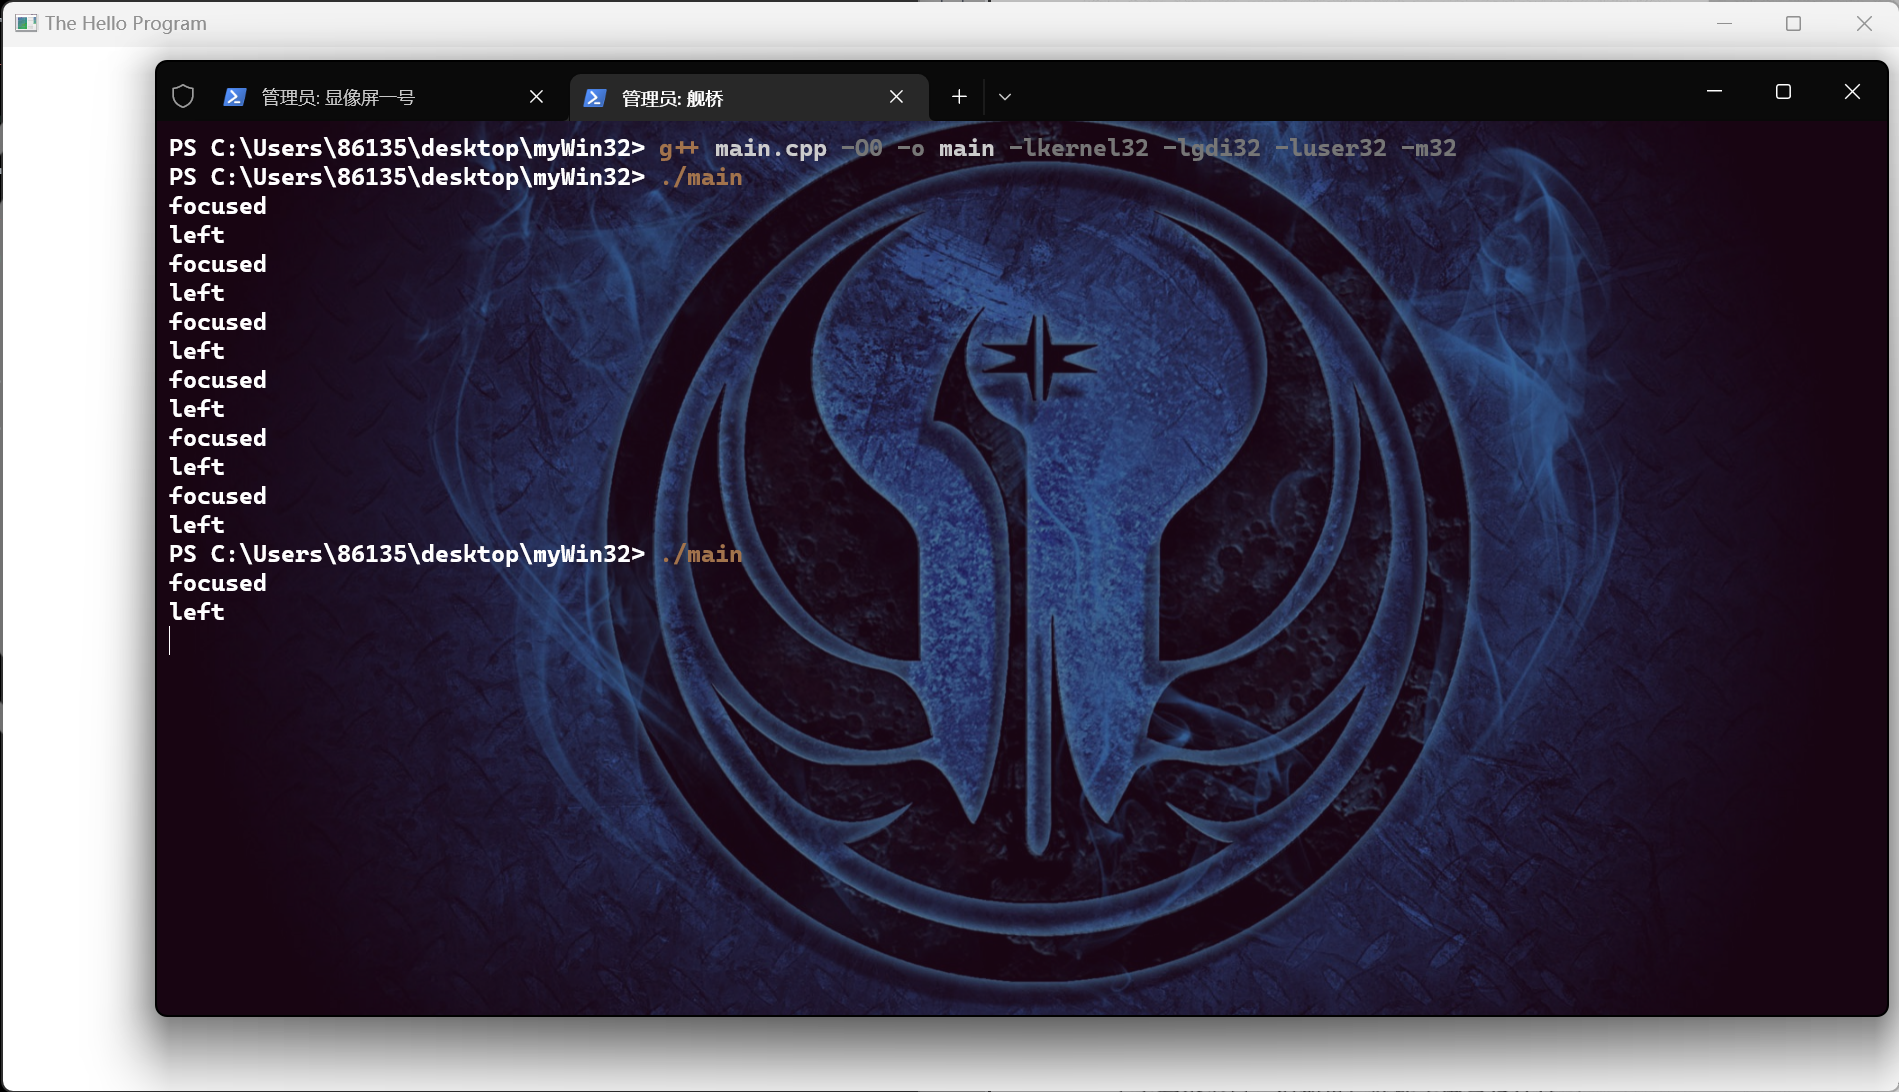 The Hello Program
管理员: 显像屏一号
管理员: 舰桥
PS C:\Users\86135\desktop\myWin32> g++ main.cpp -O0 -o main -lkernel32 -lgdi32 -luser32 -m32
PS C:\Users\86135\desktop\myWin32> ./main
focused
left
focused
left
focused
left
focused
left
focused
left
focused
left
PS C:\Users\86135\desktop\myWin32> ./main
focused
left